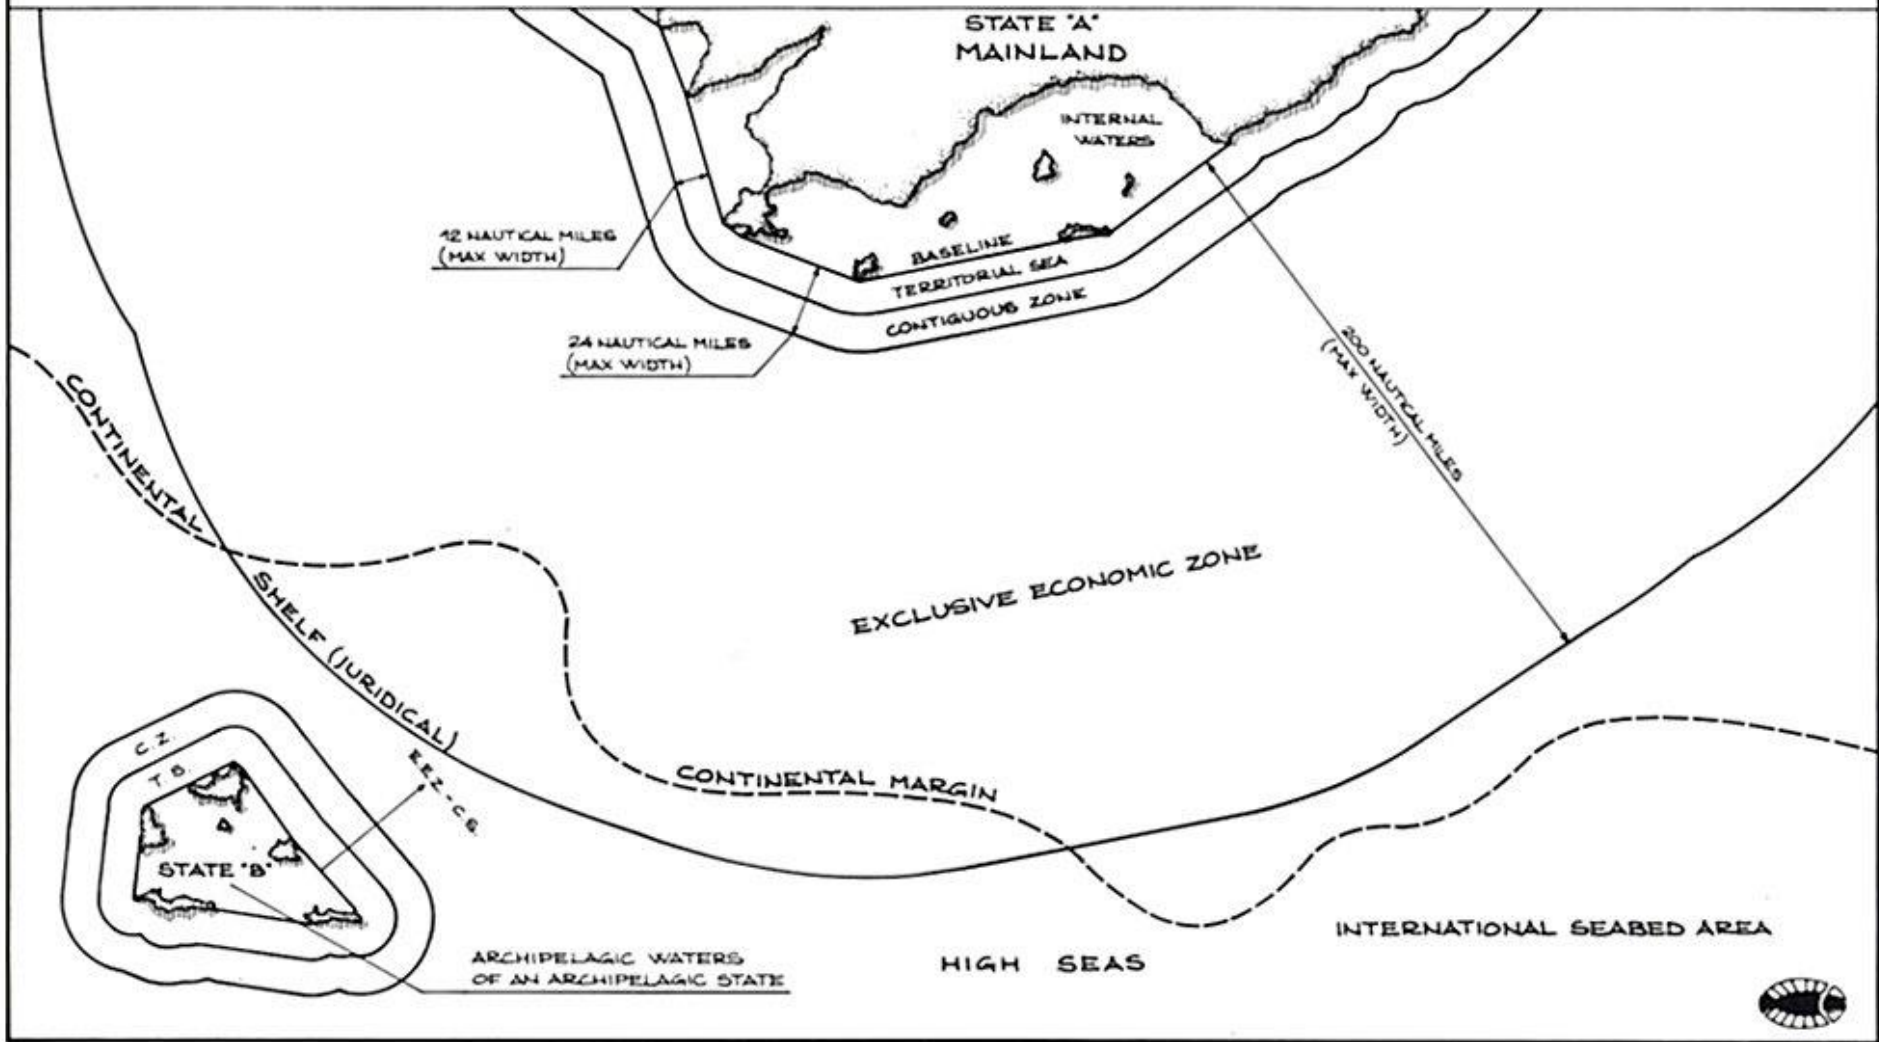 STATE "A"
MAINLAND
INTERNAL
WATERS
12 NAUTICAL MILES
(MAX WIDTH)
BASELINE
TERRITORIAL SEA
CONTIGUOUS ZONE
24 NAUTICAL MILES
(MAX WIDTH)
200 NAUTICAL MILES
(MAX WIDTH)
CONTINENTAL
SHELF (JURIDICAL)
EXCLUSIVE ECONOMIC ZONE
CONTINENTAL MARGIN
C.Z.
T.S.
E.E.Z-C.S.
STATE "B"
ARCHIPELAGIC WATERS
OF AN ARCHIPELAGIC STATE
HIGH SEAS
INTERNATIONAL SEABED AREA